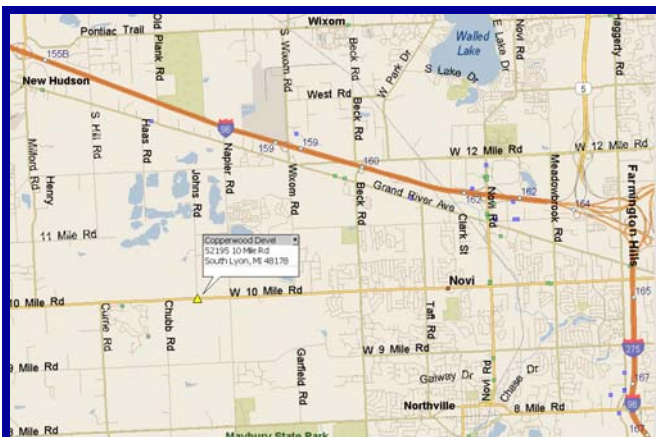 Pontiac Trail
Old Plank Rd
Wixom
S Wixom Rd
Beck Rd
W Park Dr
Walled Lake
E Lake Dr
Novi Rd
Haggerty Rd
155B
New Hudson
S Lake Dr
5
West Rd
Milford Rd
S Hill Rd
Haas Rd
96
Napier Rd
159
159
Wixom Rd
Beck Rd
160
W 12 Mile Rd
W 12 Mile Rd
Grand River Ave
162
Novi Rd
162
Meadowbrook Rd
164
Farmington Hills
Henry
Johns Rd
Beck Rd
Clark St
11 Mile Rd
Copperwood Devel
52195 10 Mile Rd
South Lyon, MI 48178
10 Mile Rd
W 10 Mile Rd
Novi
165
Currie Rd
Chubb Rd
Taft Rd
Garfield Rd
W 9 Mile Rd
Mile Rd
275
Galway Dr
Novi Rd
Chase Dr
167
Northville
8 Mile Rd
96
Mile Rd
Maybury State Park
167